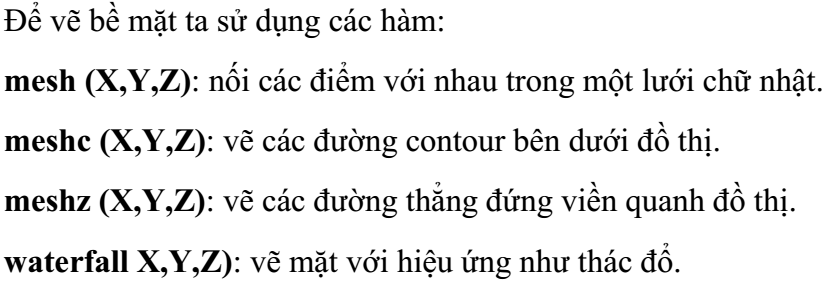 Để vẽ bề mặt ta sử dụng các hàm:
mesh (X,Y,Z): nối các điểm với nhau trong một lưới chữ nhật.
meshc (X,Y,Z): vẽ các đường contour bên dưới đồ thị.
meshz (X,Y,Z): vẽ các đường thẳng đứng viền quanh đồ thị.
waterfall X,Y,Z): vẽ mặt với hiệu ứng như thác đổ.